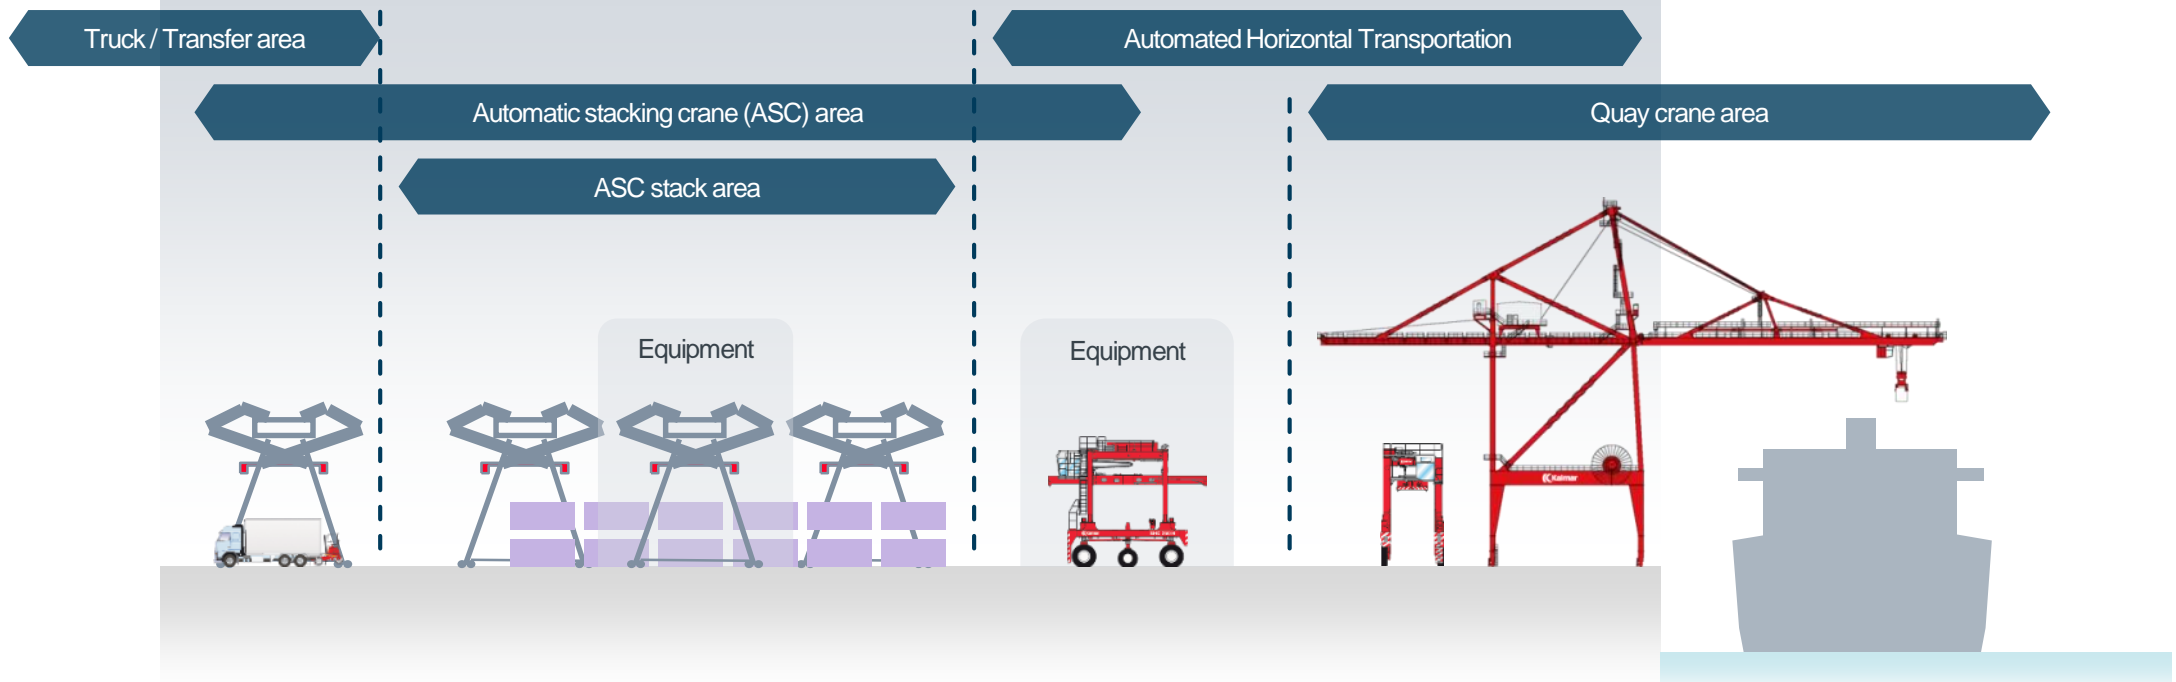 Truck / Transfer area
Automated Horizontal Transportation
Automatic stacking crane (ASC) area
Quay crane area
ASC stack area
Equipment
Equipment
Kalmar